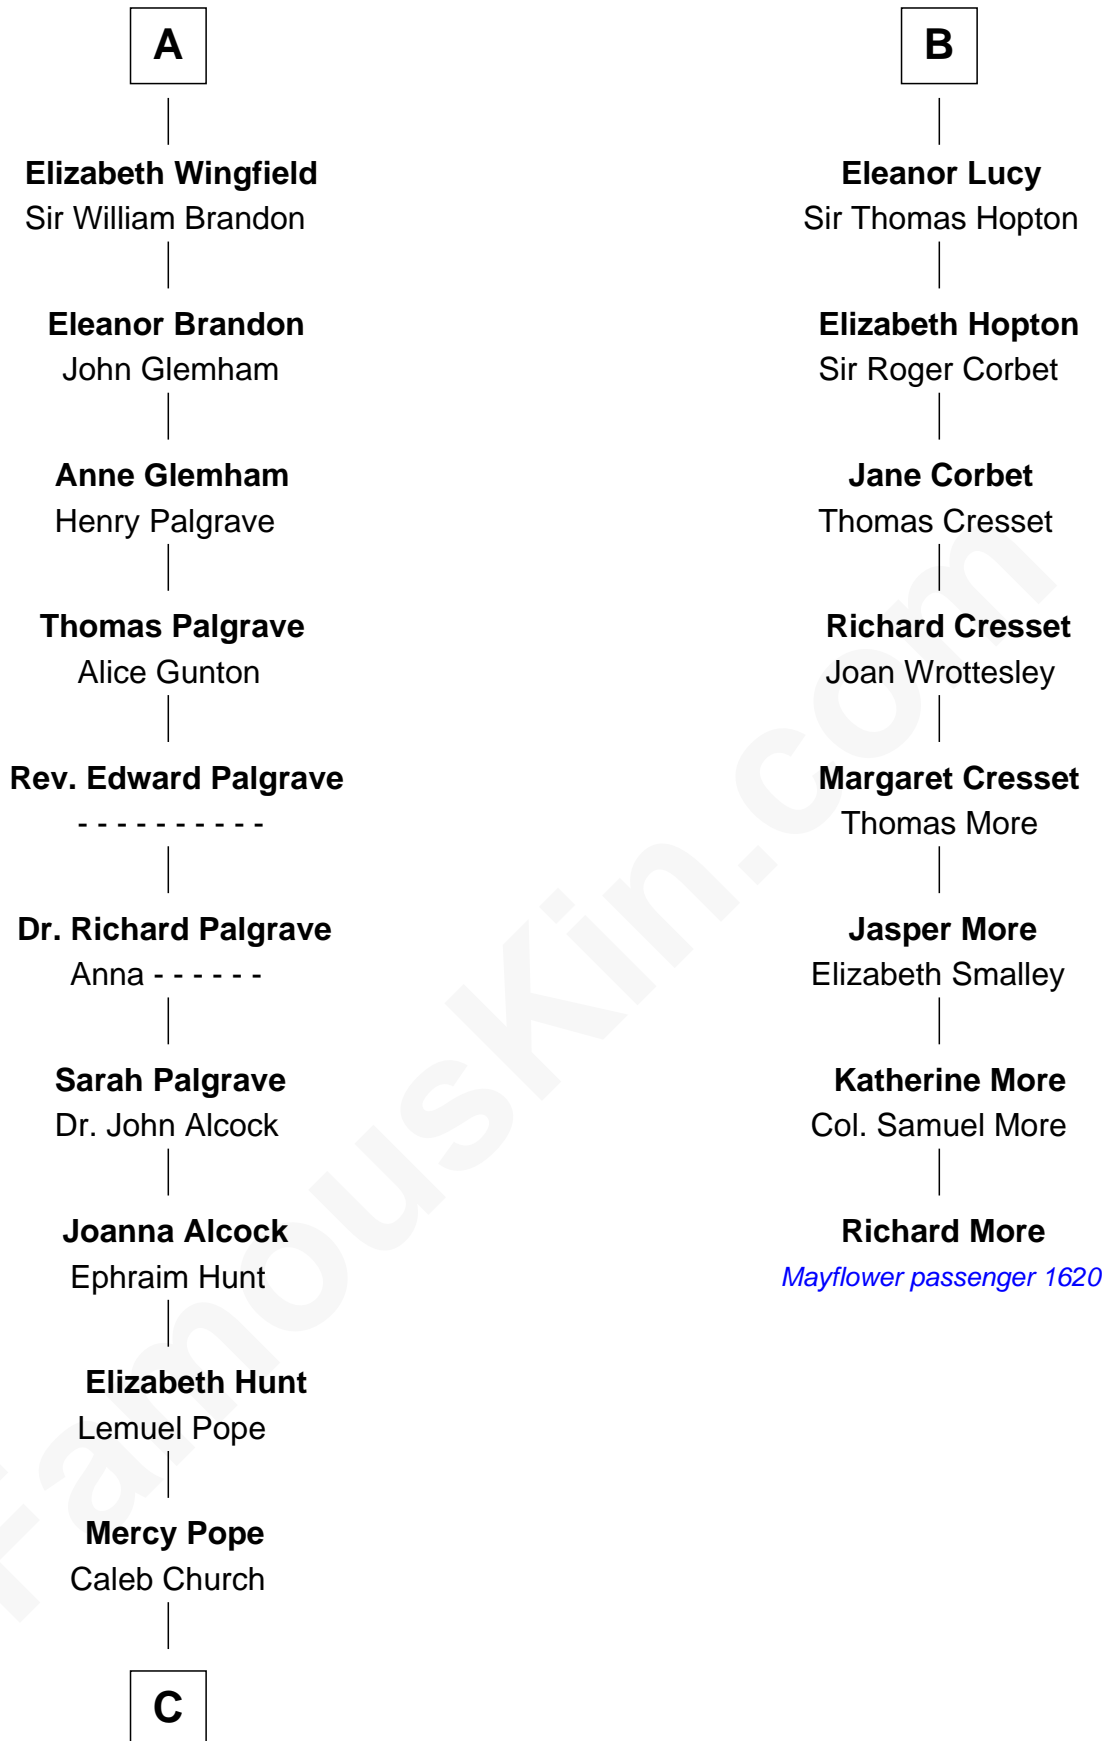 A
Elizabeth Wingfield
Sir William Brandon
Eleanor Brandon
John Glemham
Anne Glemham
Henry Palgrave
Thomas Palgrave
Alice Gunton
Rev. Edward Palgrave
- - - - - - - - - -
Dr. Richard Palgrave
Anna - - - - - -
Sarah Palgrave
Dr. John Alcock
Joanna Alcock
Ephraim Hunt
Elizabeth Hunt
Lemuel Pope
Mercy Pope
Caleb Church
C
B
Eleanor Lucy
Sir Thomas Hopton
Elizabeth Hopton
Sir Roger Corbet
Jane Corbet
Thomas Cresset
Richard Cresset
Joan Wrottesley
Margaret Cresset
Thomas More
Jasper More
Elizabeth Smalley
Katherine More
Col. Samuel More
Richard More
Mayflower passenger 1620
FamousKin.com